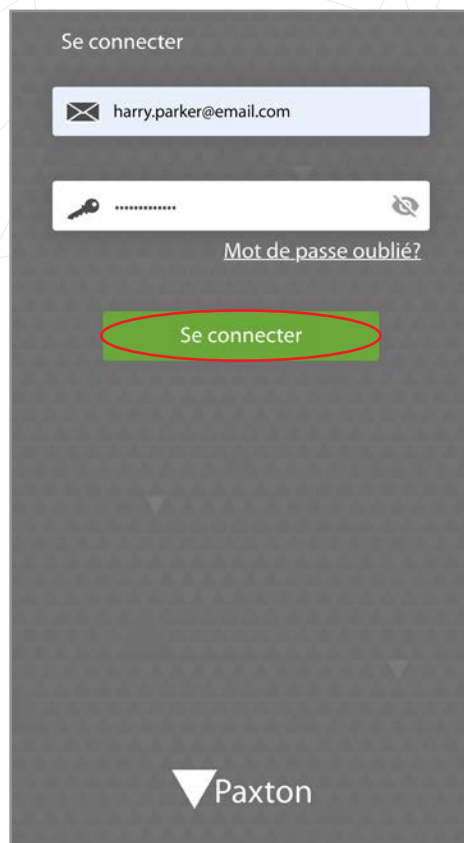 Se connecter
harry.parker@email.com
•••••••••••••
Mot de passe oublié?
Se connecter
Paxton